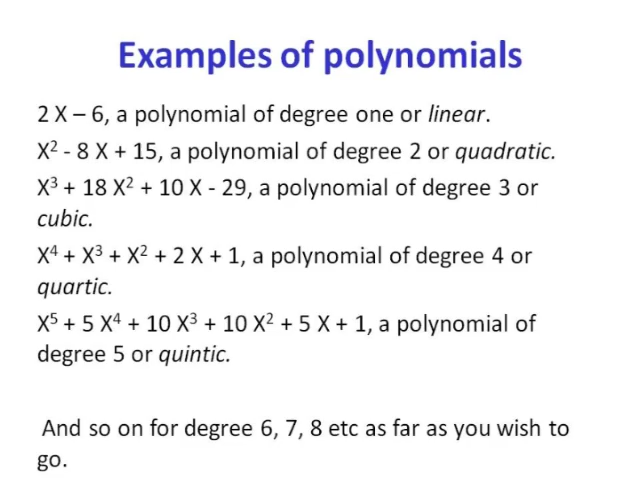 Examples of polynomials
2 X – 6, a polynomial of degree one or linear.
X² - 8 X + 15, a polynomial of degree 2 or quadratic.
X³ + 18 X² + 10 X - 29, a polynomial of degree 3 or
cubic.
X⁴ + X³ + X² + 2 X + 1, a polynomial of degree 4 or
quartic.
X⁵ + 5 X⁴ + 10 X³ + 10 X² + 5 X + 1, a polynomial of
degree 5 or quintic.
And so on for degree 6, 7, 8 etc as far as you wish to
go.